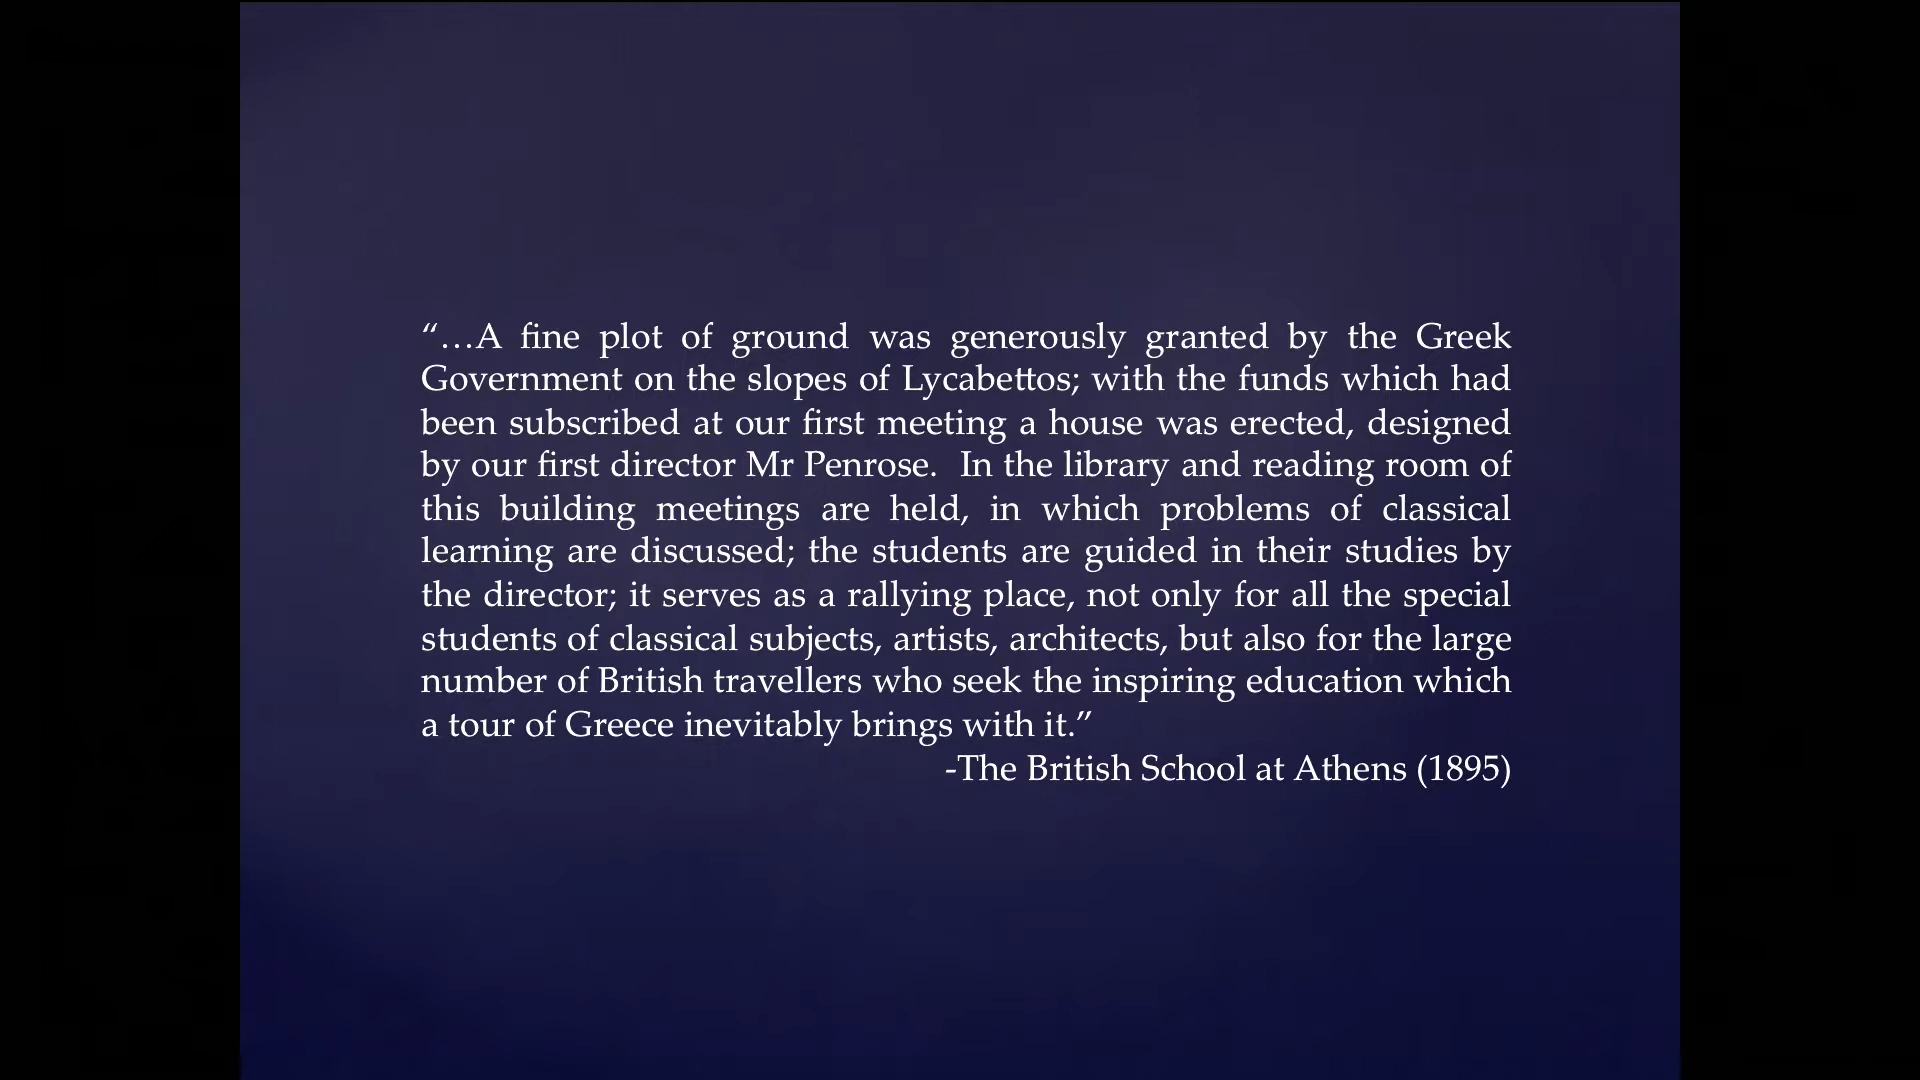 “…A fine plot of ground was generously granted by the Greek
Government on the slopes of Lycabettos; with the funds which had
been subscribed at our first meeting a house was erected, designed
by our first director Mr Penrose.  In the library and reading room of
this building meetings are held, in which problems of classical
learning are discussed; the students are guided in their studies by
the director; it serves as a rallying place, not only for all the special
students of classical subjects, artists, architects, but also for the large
number of British travellers who seek the inspiring education which
a tour of Greece inevitably brings with it.”
-The British School at Athens (1895)